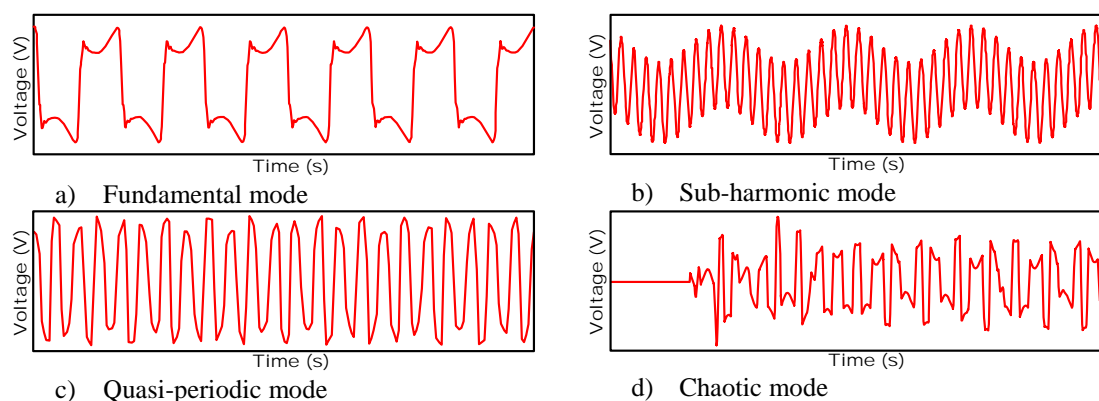 Voltage (V)
Time (s)
a) Fundamental mode
Voltage (V)
Time (s)
b) Sub-harmonic mode
Voltage (V)
Time (s)
c) Quasi-periodic mode
Voltage (V)
Time (s)
d) Chaotic mode